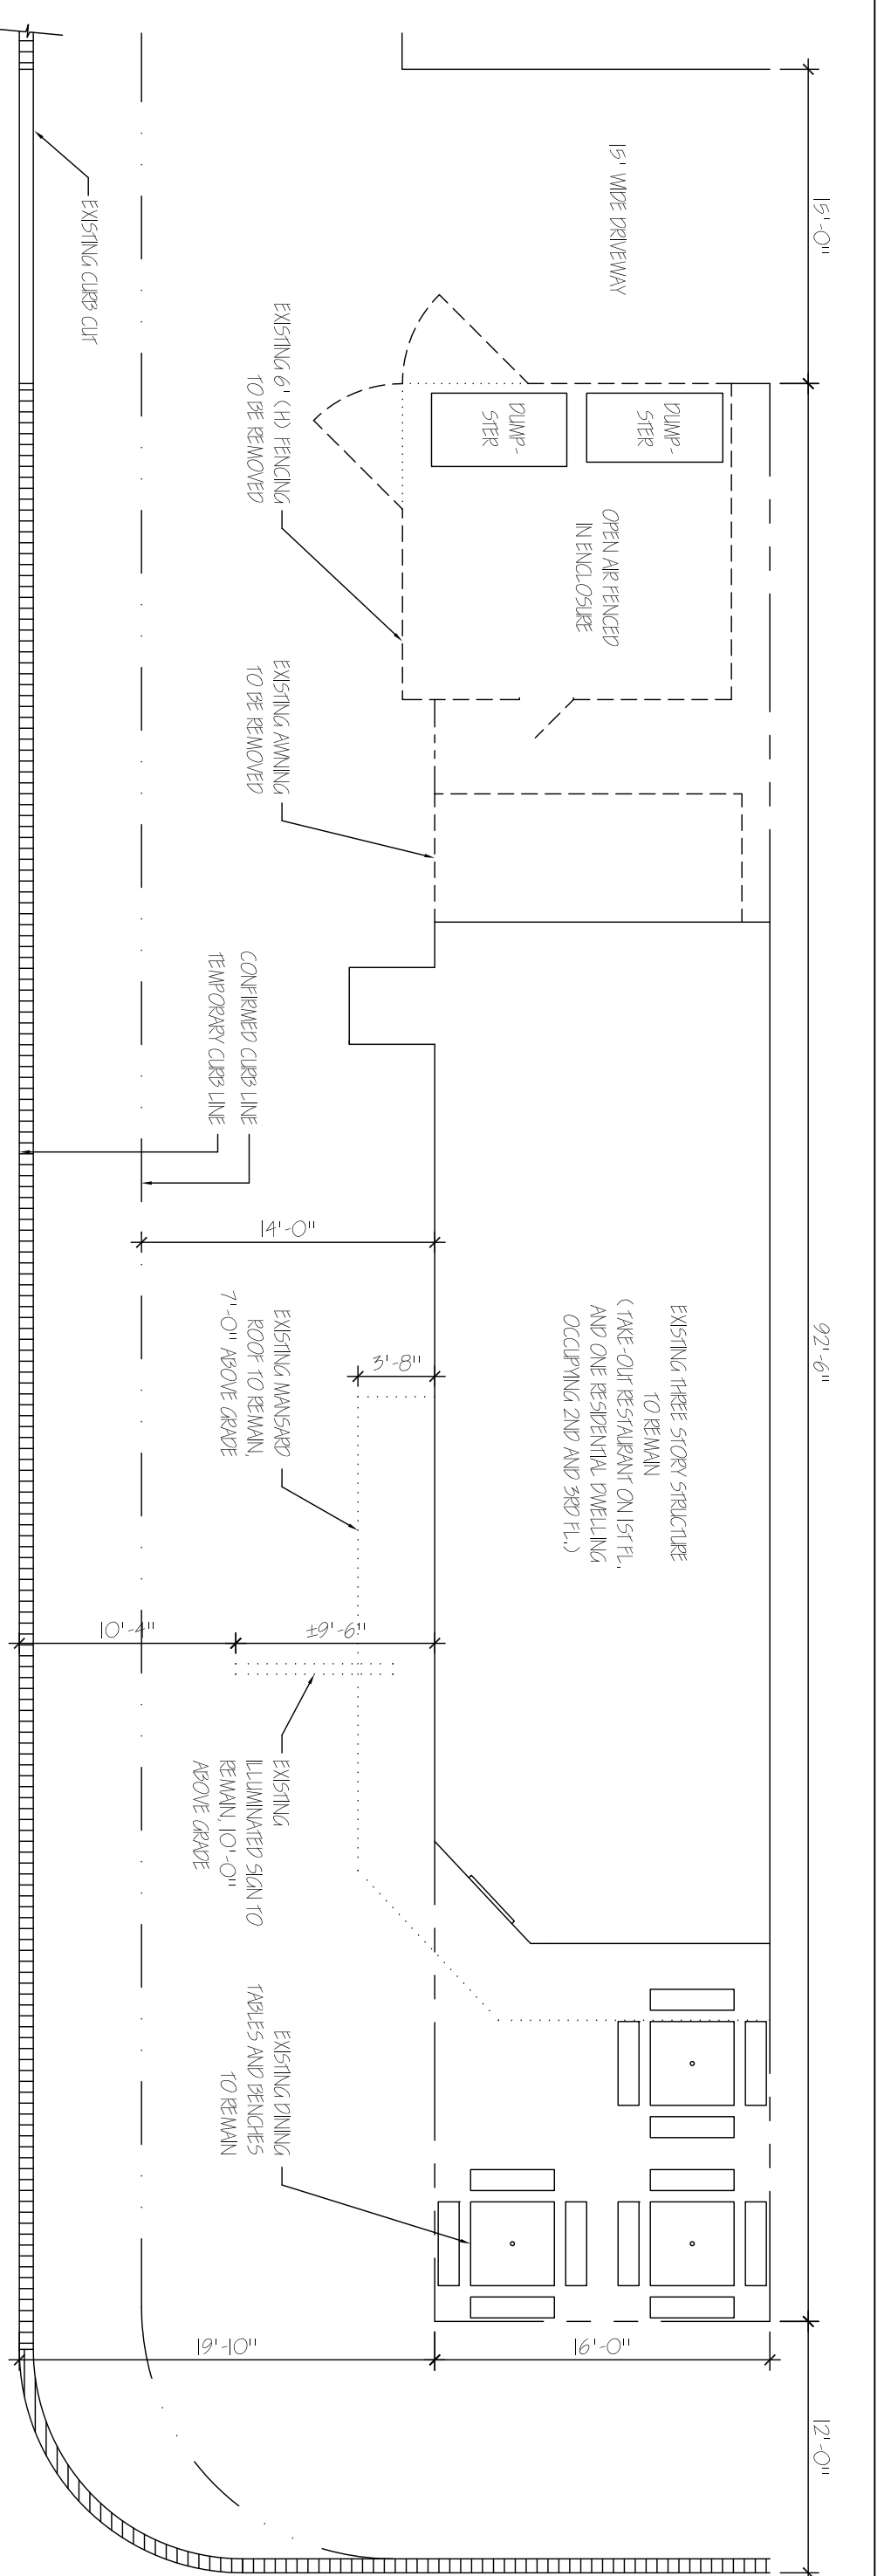 15'-0"
92'-6"
12'-0"
15' WIDE DRIVEWAY
DUMP-
STER
DUMP-
STER
OPEN AIR FENCED
IN ENCLOSURE
EXISTING THREE STORY STRUCTURE
TO REMAIN
(TAKE-OUT RESTAURANT ON 1ST FL.
AND ONE RESIDENTIAL DWELLING
OCCUPYING 2ND AND 3RD FL.)
16'-0"
19'-10"
14'-0"
3'-8"
±9'-6"
10'-4"
EXISTING 6' (H) FENCING
TO BE REMOVED
EXISTING AWNING
TO BE REMOVED
CONFIRMED CURB LINE
TEMPORARY CURB LINE
EXISTING MANSARD
ROOF TO REMAIN,
7'-0" ABOVE GRADE
EXISTING
ILLUMINATED SIGN TO
REMAIN, 10'-0"
ABOVE GRADE
EXISTING DINING
TABLES AND BENCHES
TO REMAIN
EXISTING CURB CUT